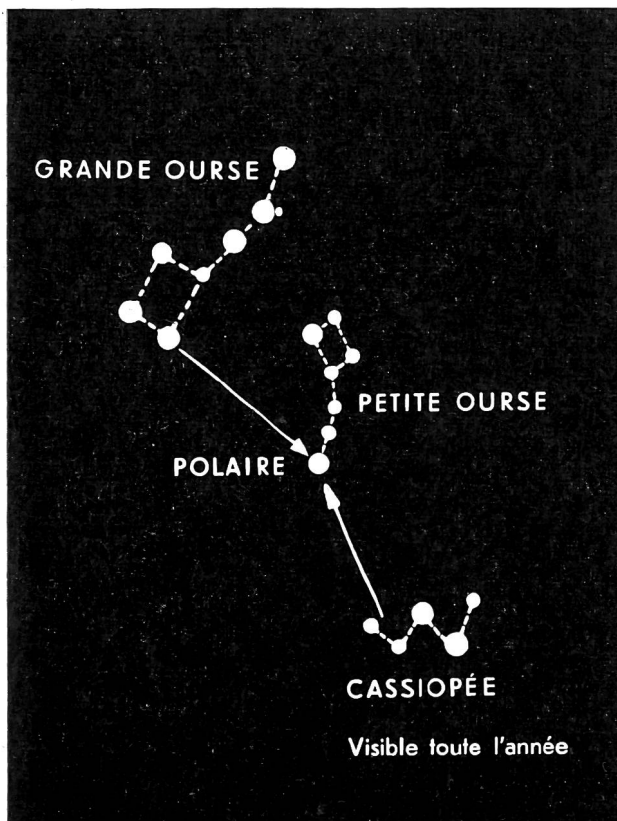 GRANDE OURSE
PETITE OURSE
POLAIRE
CASSIOPÉE
Visible toute l'année